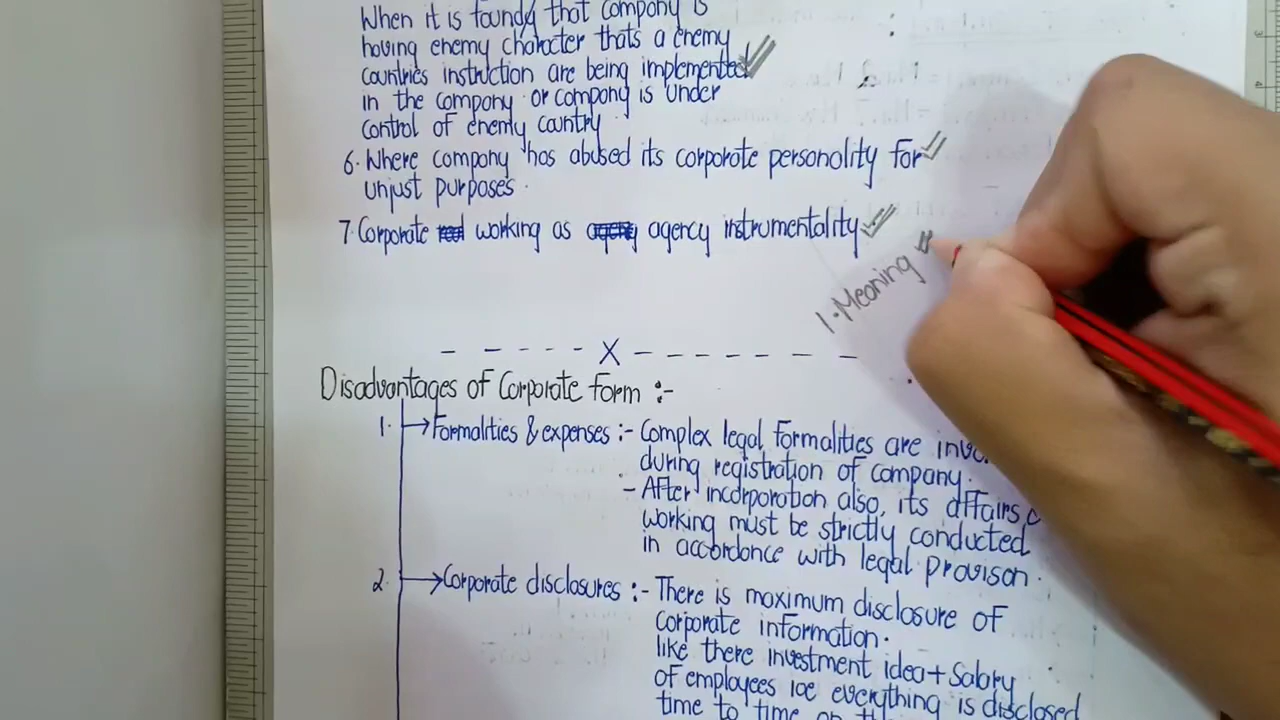 When it is found that company is
having enemy character thats a enemy
countries instruction are being implemented
in the company or company is under
control of enemy country
6. Where company has abused its corporate personality for
unjust purposes.
7. Corporate working as agency instrumentality
1. Meaning
X
Disadvantages of Corporate form :-
1. Formalities & expenses :- Complex legal formalities are
during registration of company.
- After incorporation also, its affairs,
working must be strictly conducted
in accordance with legal provison.
2. Corporate disclosures :- There is maximum disclosure of
corporate information.
like there investment idea + salary
of employees ioe everything is disclosed
time to time on